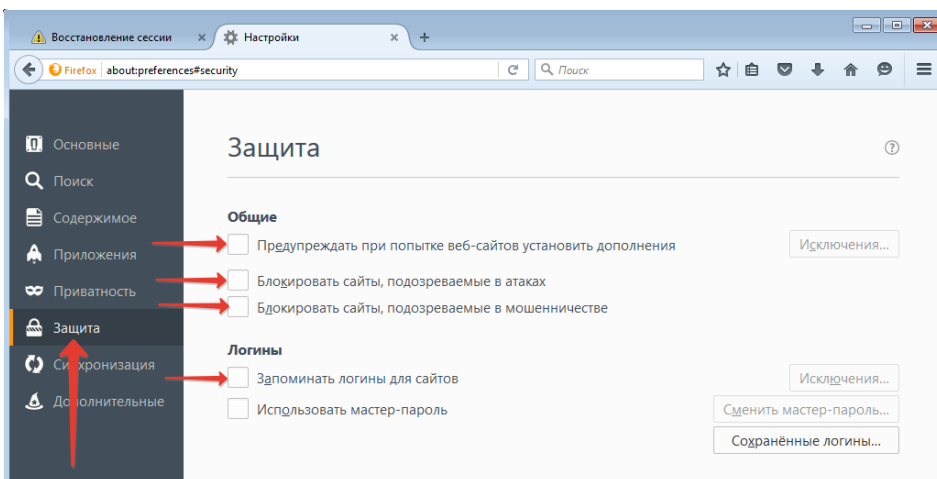 Восстановление сессии
Настройки
Firefox about:preferences#security
Поиск
Основные
Поиск
Содержимое
Приложения
Приватность
Защита
Синхронизация
Дополнительные
Защита
Общие
Предупреждать при попытке веб-сайтов установить дополнения
Исключения...
Блокировать сайты, подозреваемые в атаках
Блокировать сайты, подозреваемые в мошенничестве
Логины
Запоминать логины для сайтов
Исключения...
Использовать мастер-пароль
Сменить мастер-пароль...
Сохранённые логины...